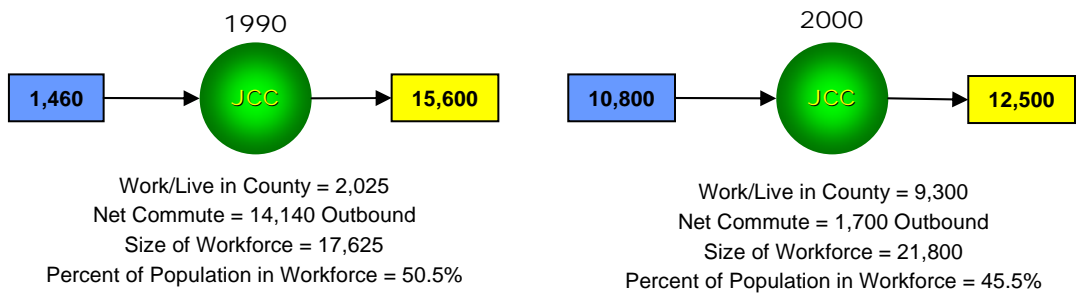 1990
1,460
JCC
15,600
Work/Live in County = 2,025
Net Commute = 14,140 Outbound
Size of Workforce = 17,625
Percent of Population in Workforce = 50.5%
2000
10,800
JCC
12,500
Work/Live in County = 9,300
Net Commute = 1,700 Outbound
Size of Workforce = 21,800
Percent of Population in Workforce = 45.5%